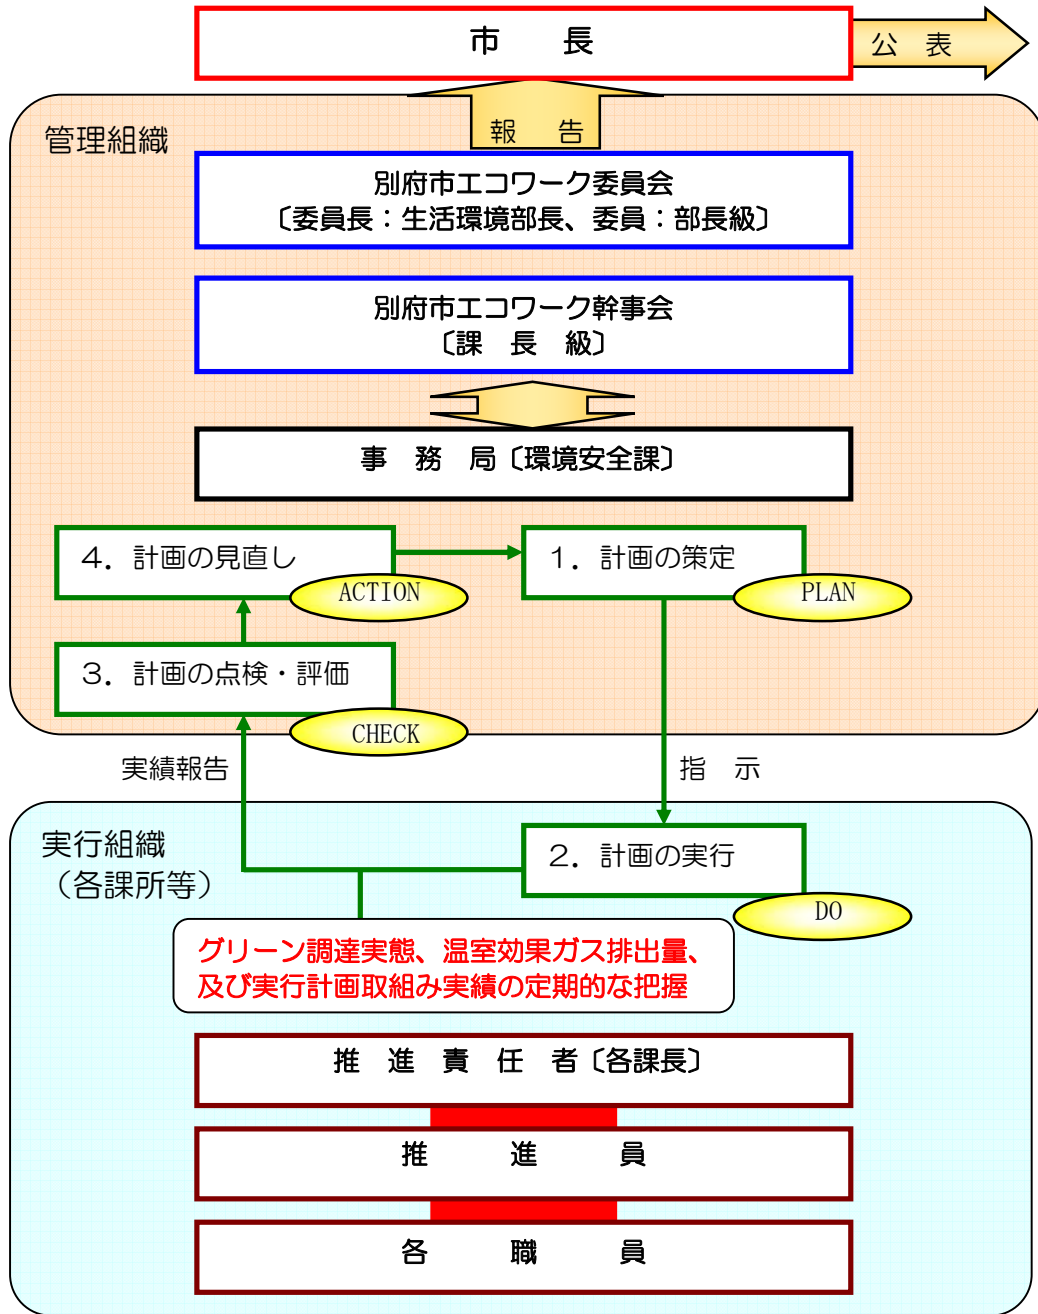 市　　長
公　表
報　　告
管理組織
別府市エコワーク委員会
〔委員長：生活環境部長、委員：部長級〕
別府市エコワーク幹事会
〔課　長　級〕
事　務　局〔環境安全課〕
4．計画の見直し
ACTION
1．計画の策定
PLAN
3．計画の点検・評価
CHECK
実績報告
指　示
実行組織
（各課所等）
2．計画の実行
DO
グリーン調達実態、温室効果ガス排出量、
及び実行計画取組み実績の定期的な把握
推　進　責　任　者〔各課長〕
推　　　進　　　員
各　　　職　　　員